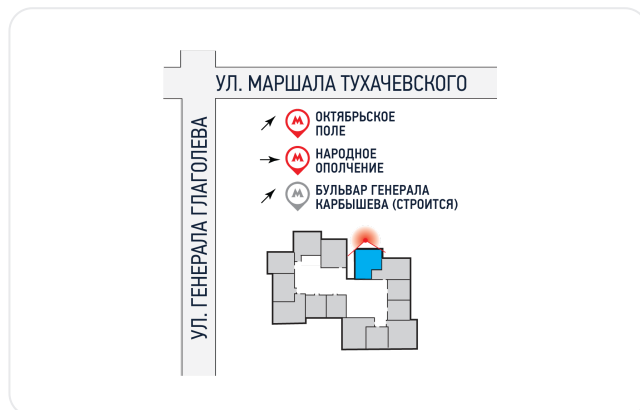 УЛ. МАРШАЛА ТУХАЧЕВСКОГО
УЛ. ГЕНЕРАЛА ГЛАГОЛЕВА
М ОКТЯБРЬСКОЕ
ПОЛЕ
М НАРОДНОЕ
ОПОЛЧЕНИЕ
М БУЛЬВАР ГЕНЕРАЛА
КАРБЫШЕВА (СТРОИТСЯ)